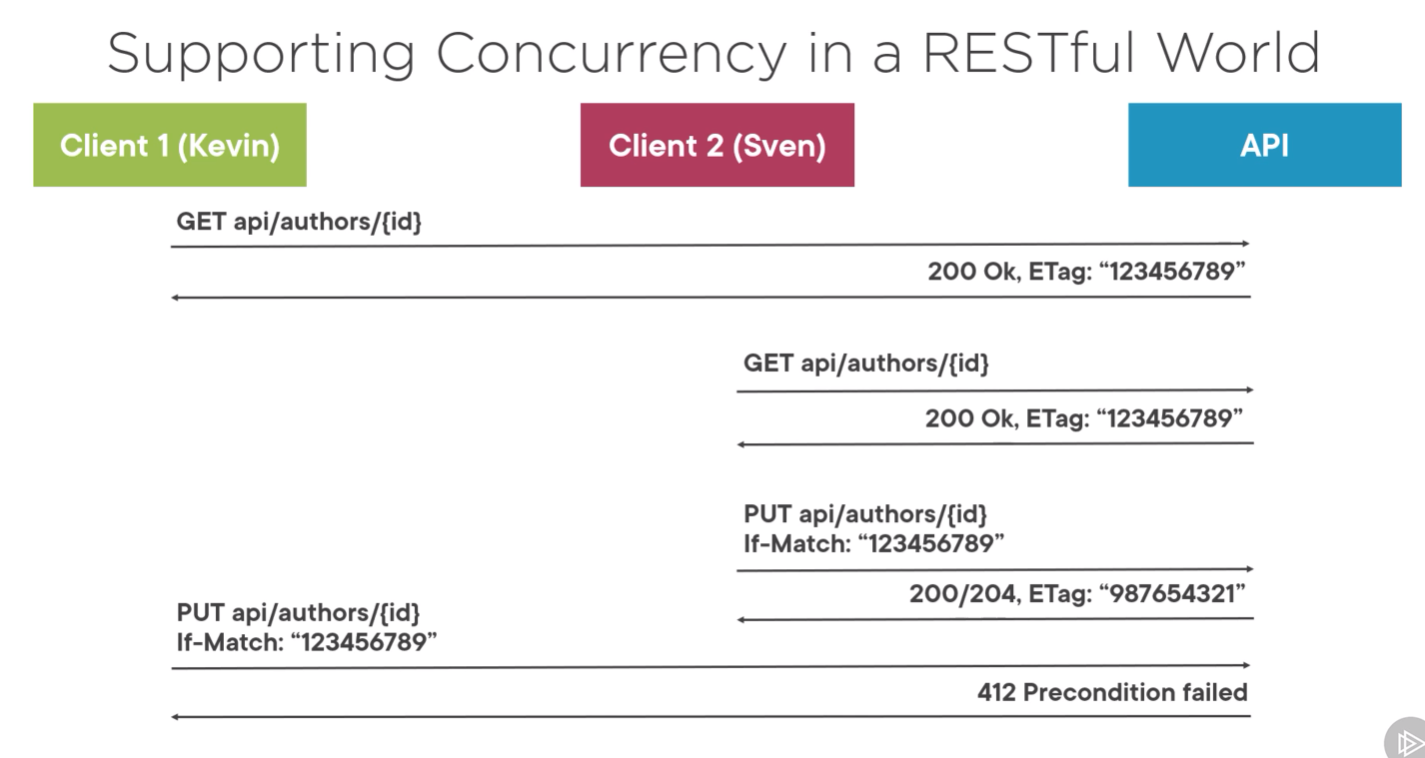 Supporting Concurrency in a RESTful World
Client 1 (Kevin)
Client 2 (Sven)
API
GET api/authors/{id}
200 Ok, ETag: “123456789”
GET api/authors/{id}
200 Ok, ETag: “123456789”
PUT api/authors/{id}
If-Match: “123456789”
200/204, ETag: “987654321”
PUT api/authors/{id}
If-Match: “123456789”
412 Precondition failed